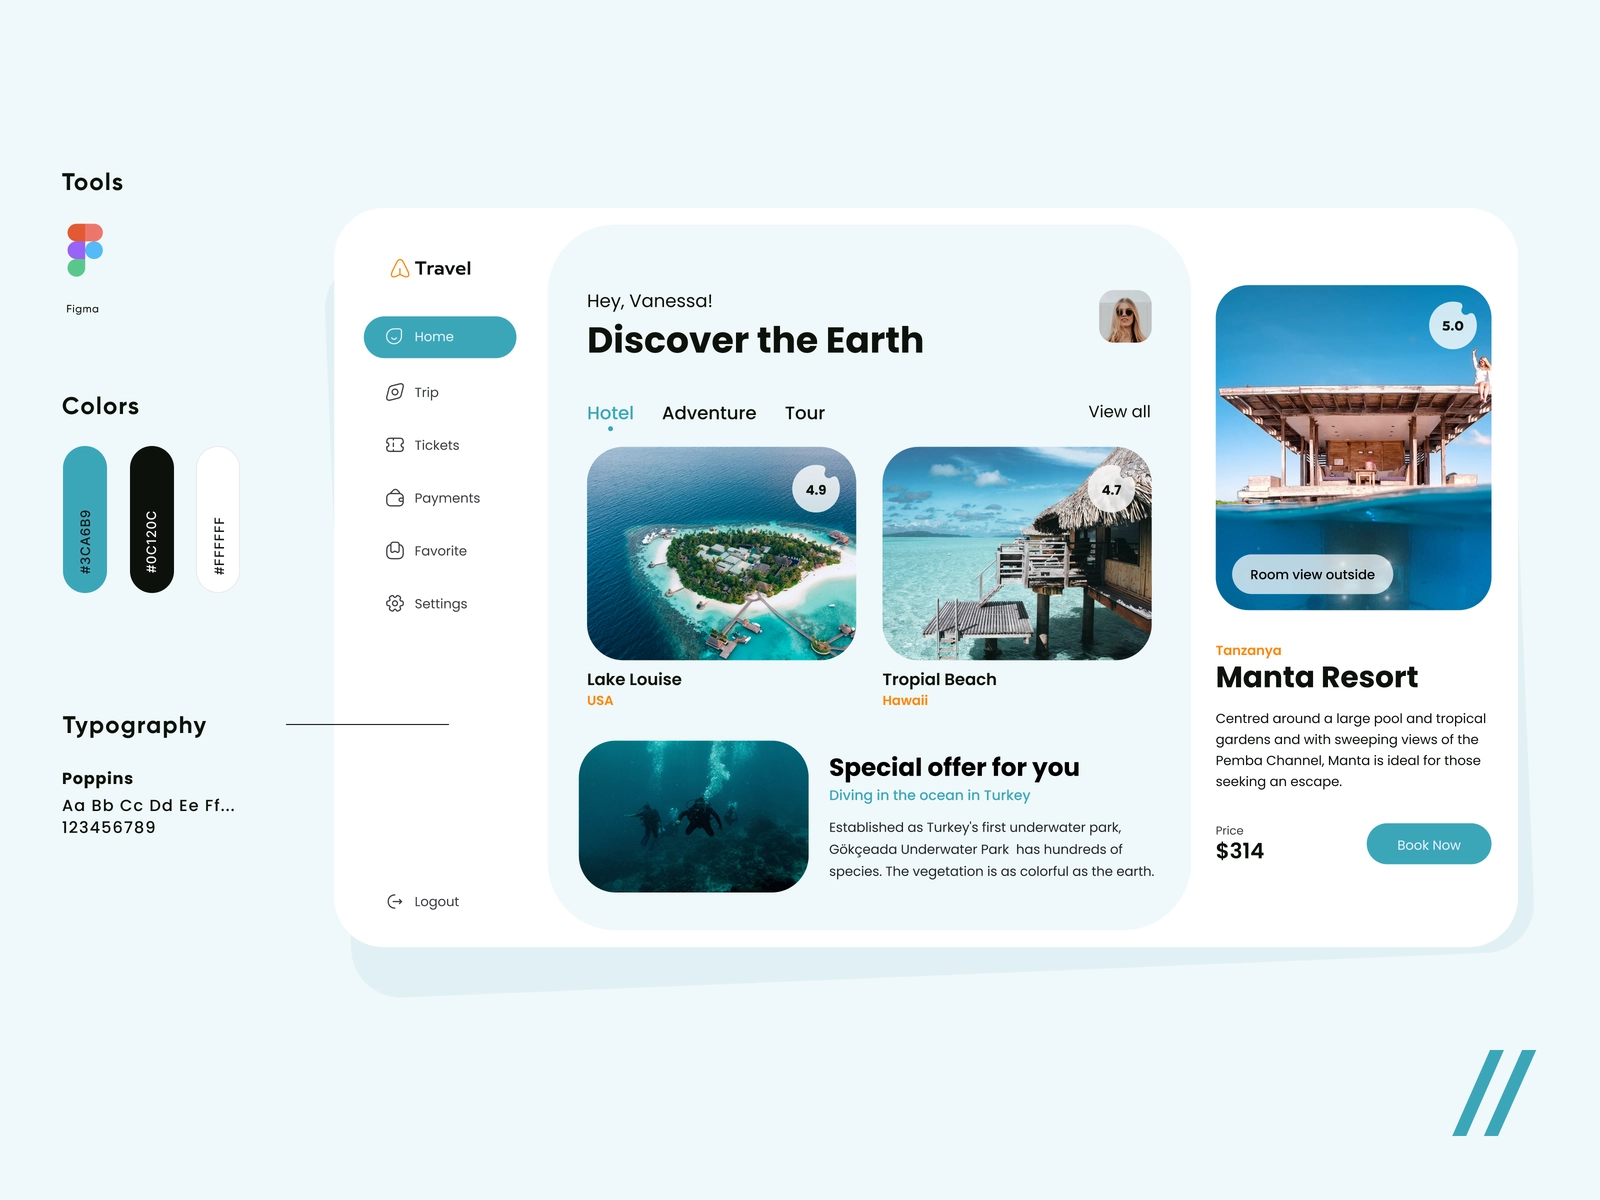 Tools
Figma
Colors
#3CA6B9
#0C120C
#FFFFFF
Typography
Poppins
Aa Bb Cc Dd Ee Ff...
123456789
Travel
Home
Trip
Tickets
Payments
Favorite
Settings
Logout
Hey, Vanessa!
Discover the Earth
Hotel Adventure Tour View all
4.9
4.7
Lake Louise
USA
Tropial Beach
Hawaii
Special offer for you
Diving in the ocean in Turkey
Established as Turkey's first underwater park,
Gökçeada Underwater Park has hundreds of
species. The vegetation is as colorful as the earth.
5.0
Room view outside
Tanzanya
Manta Resort
Centred around a large pool and tropical
gardens and with sweeping views of the
Pemba Channel, Manta is ideal for those
seeking an escape.
Price
$314
Book Now